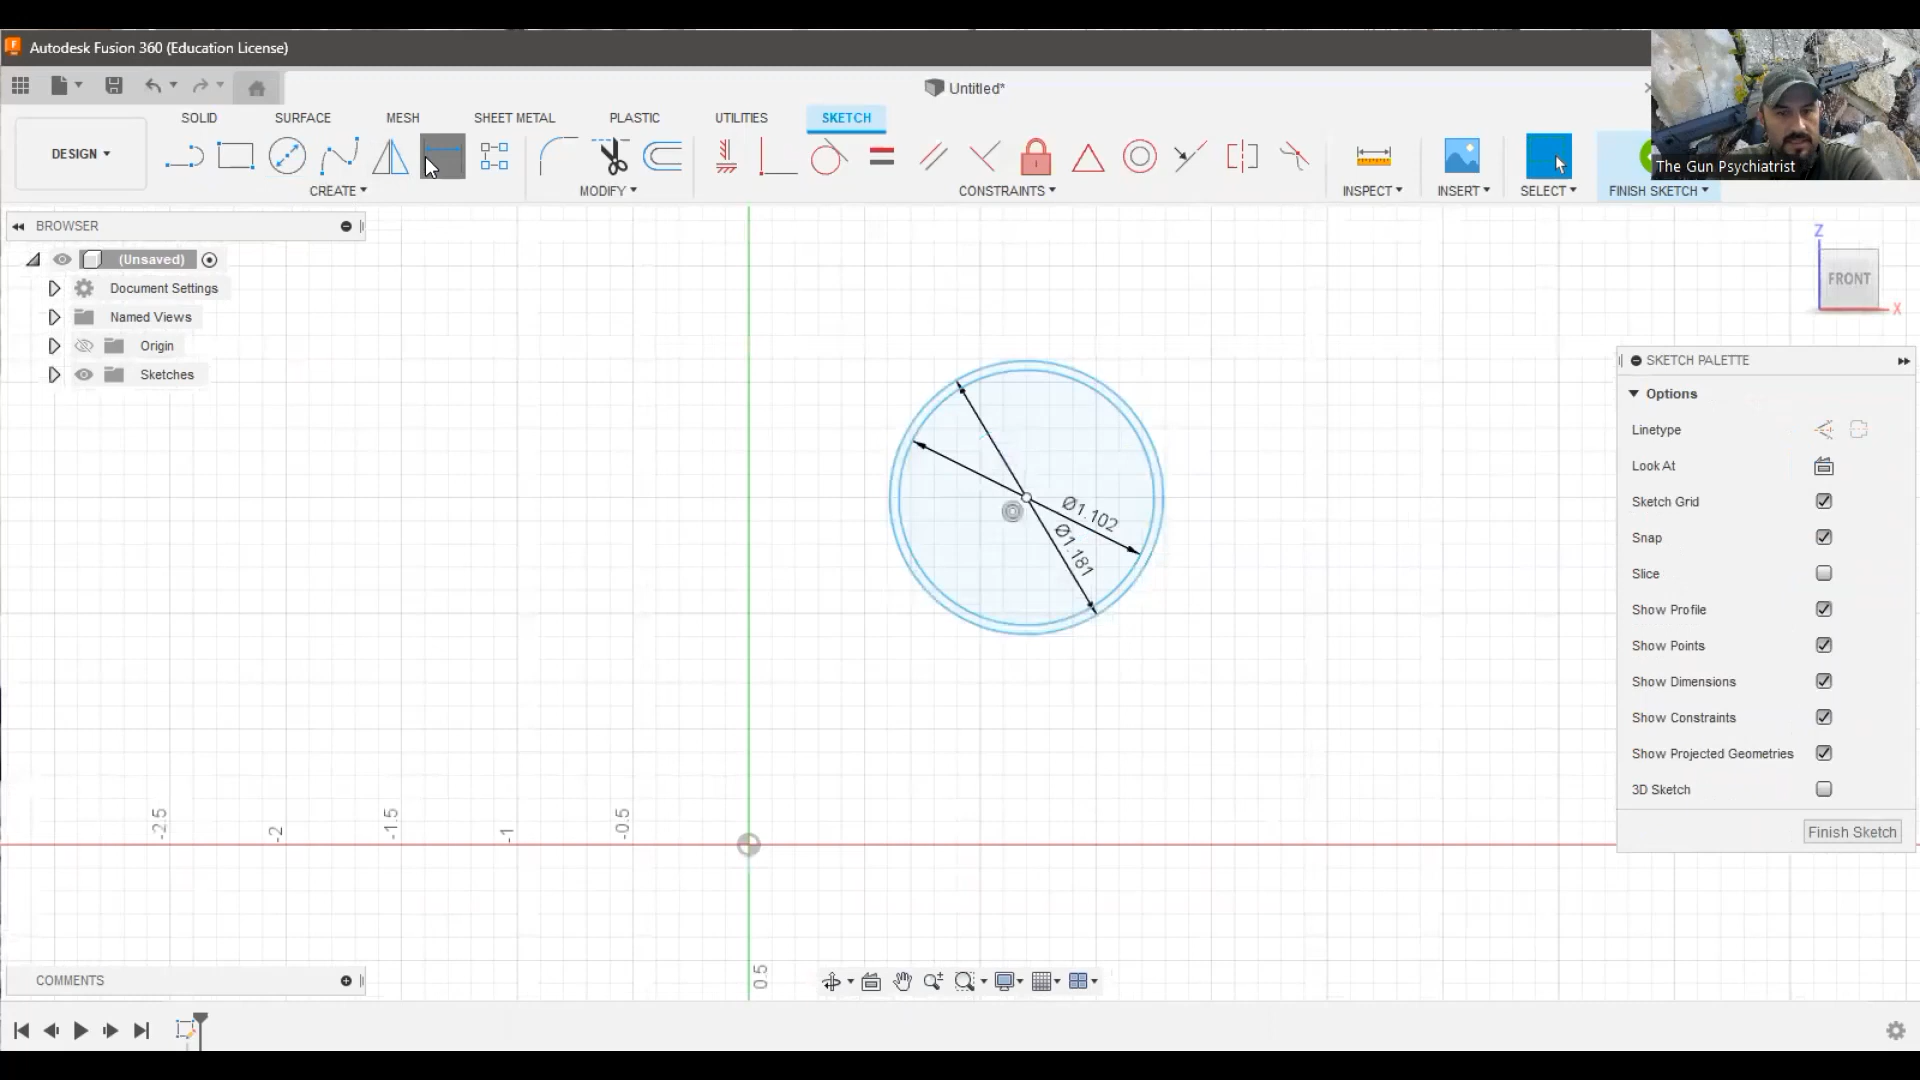 Autodesk Fusion 360 (Education License)
Untitled*
SOLID
SURFACE
MESH
SHEET METAL
PLASTIC
UTILITIES
SKETCH
The Gun Psychiatrist
DESIGN
CREATE
MODIFY
CONSTRAINTS
INSPECT
INSERT
SELECT
FINISH SKETCH
BROWSER
(Unsaved)
Document Settings
Named Views
Origin
Sketches
Z
FRONT
X
SKETCH PALETTE
Options
Linetype
Look At
Sketch Grid
Snap
Slice
Show Profile
Show Points
Show Dimensions
Show Constraints
Show Projected Geometries
3D Sketch
Finish Sketch
Ø1.102
Ø1.181
-2.5
-2
-1.5
-1
-0.5
0.5
COMMENTS